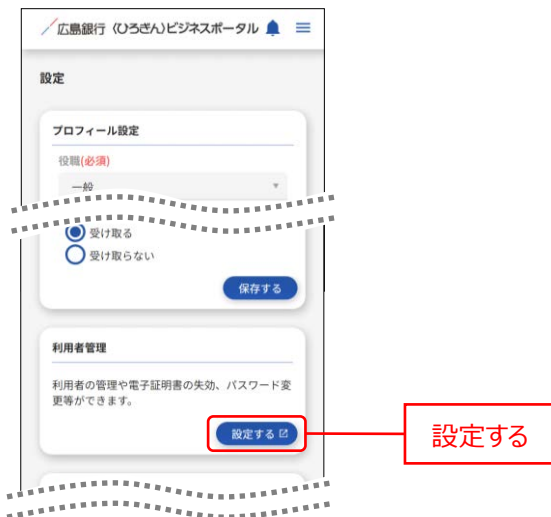 広島銀行 〈ひろぎん〉ビジネスポータル
設定
プロフィール設定
役職(必須)
一般
受け取る
受け取らない
保存する
利用者管理
利用者の管理や電子証明書の失効、パスワード変
更等ができます。
設定する
設定する